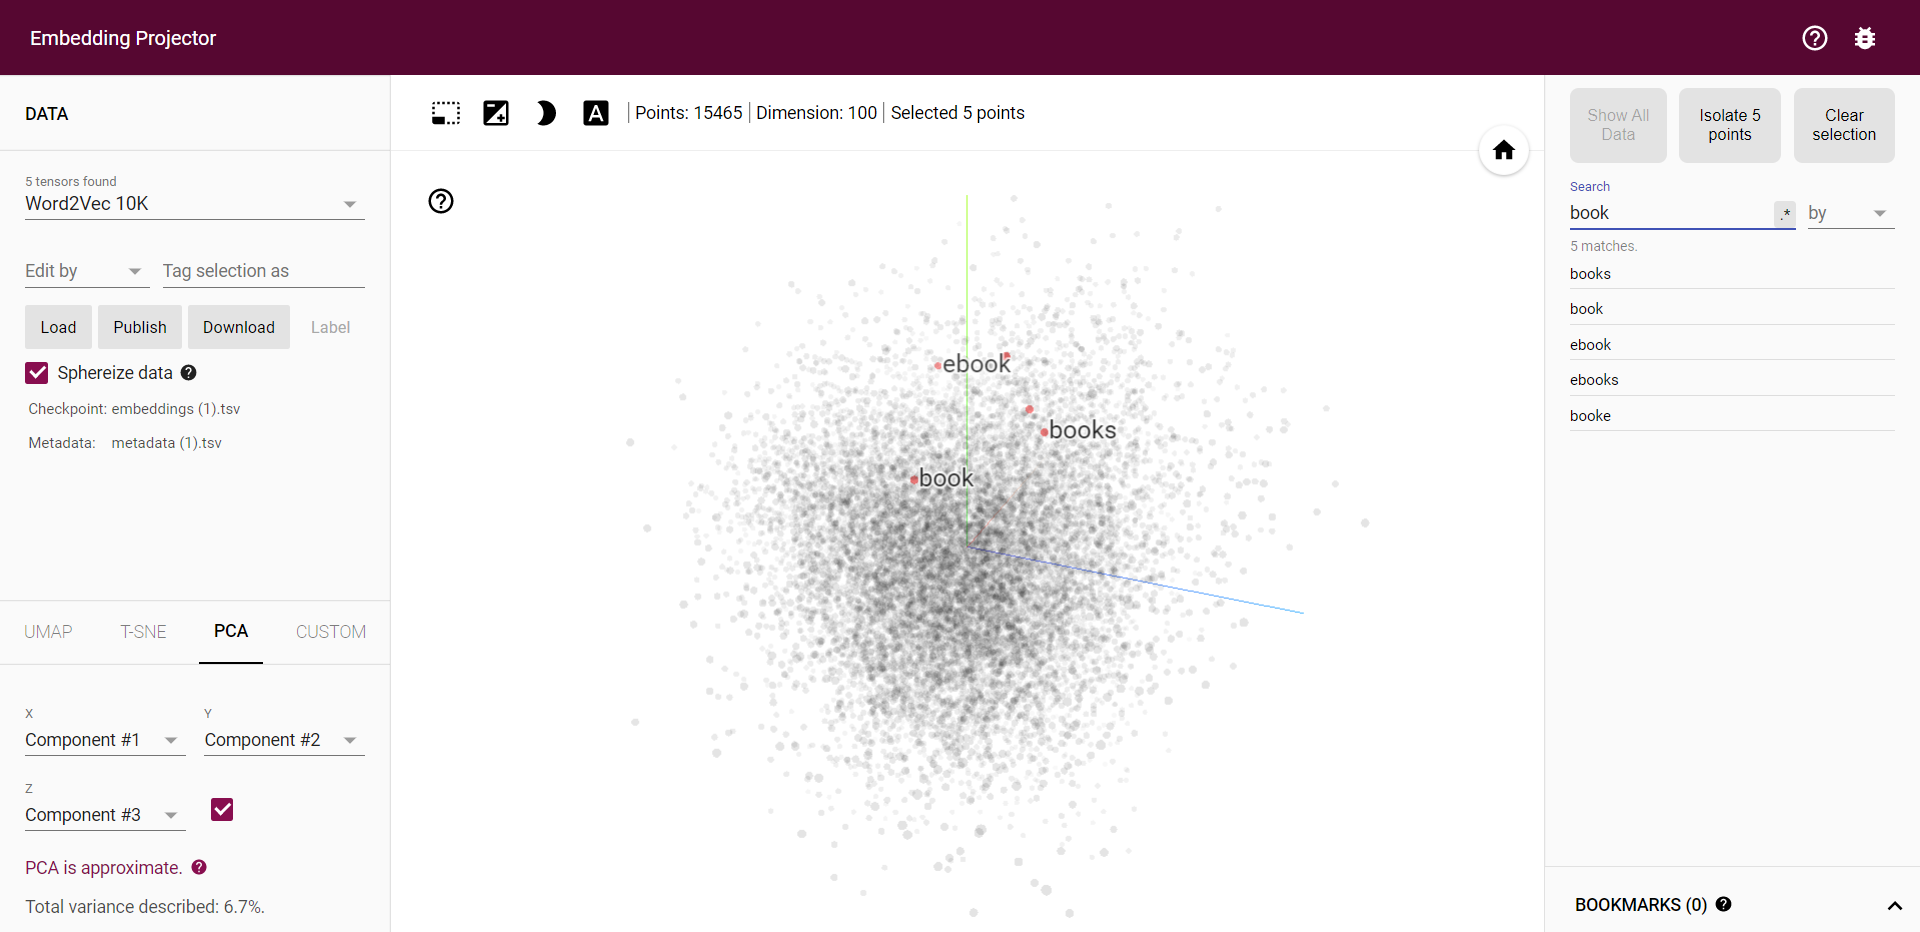 Embedding Projector
DATA
5 tensors found
Word2Vec 10K
Edit by
Tag selection as
Load
Publish
Download
Label
Sphereize data
Checkpoint: embeddings (1).tsv
Metadata: metadata (1).tsv
UMAP
T-SNE
PCA
CUSTOM
X
Component #1
Y
Component #2
Z
Component #3
PCA is approximate.
Total variance described: 6.7%.
A
Points: 15465 | Dimension: 100 | Selected 5 points
ebook
books
book
Show All
Data
Isolate 5
points
Clear
selection
Search
book
.*
by
5 matches.
books
book
ebook
ebooks
booke
BOOKMARKS (0)